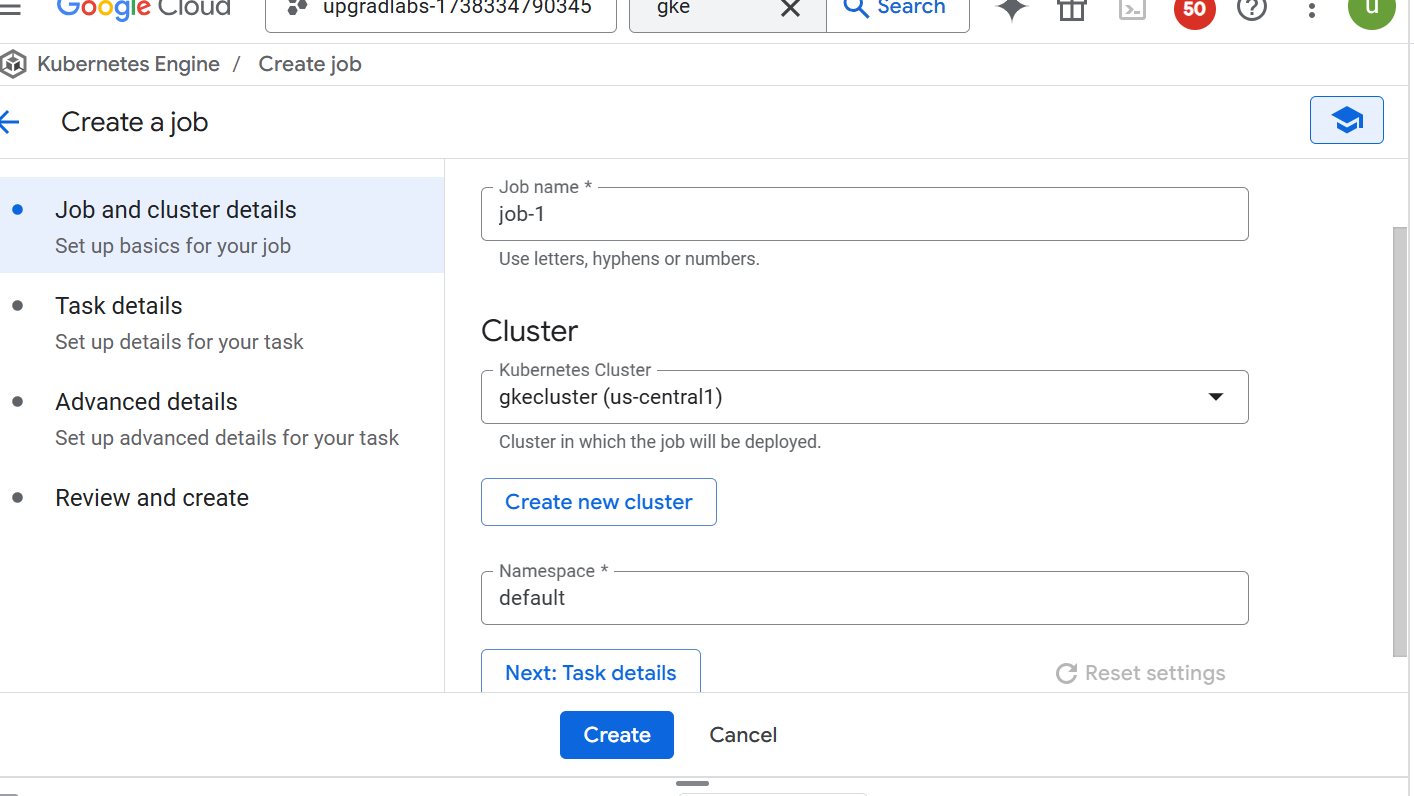 Google Cloud
upgradlabs-1738334790345
gke
Search
50
u
Kubernetes Engine / Create job
Create a job
Job and cluster details
Set up basics for your job
Task details
Set up details for your task
Advanced details
Set up advanced details for your task
Review and create
Job name *
job-1
Use letters, hyphens or numbers.
Cluster
Kubernetes Cluster
gkecluster (us-central1)
Cluster in which the job will be deployed.
Create new cluster
Namespace *
default
Next: Task details
Reset settings
Create
Cancel